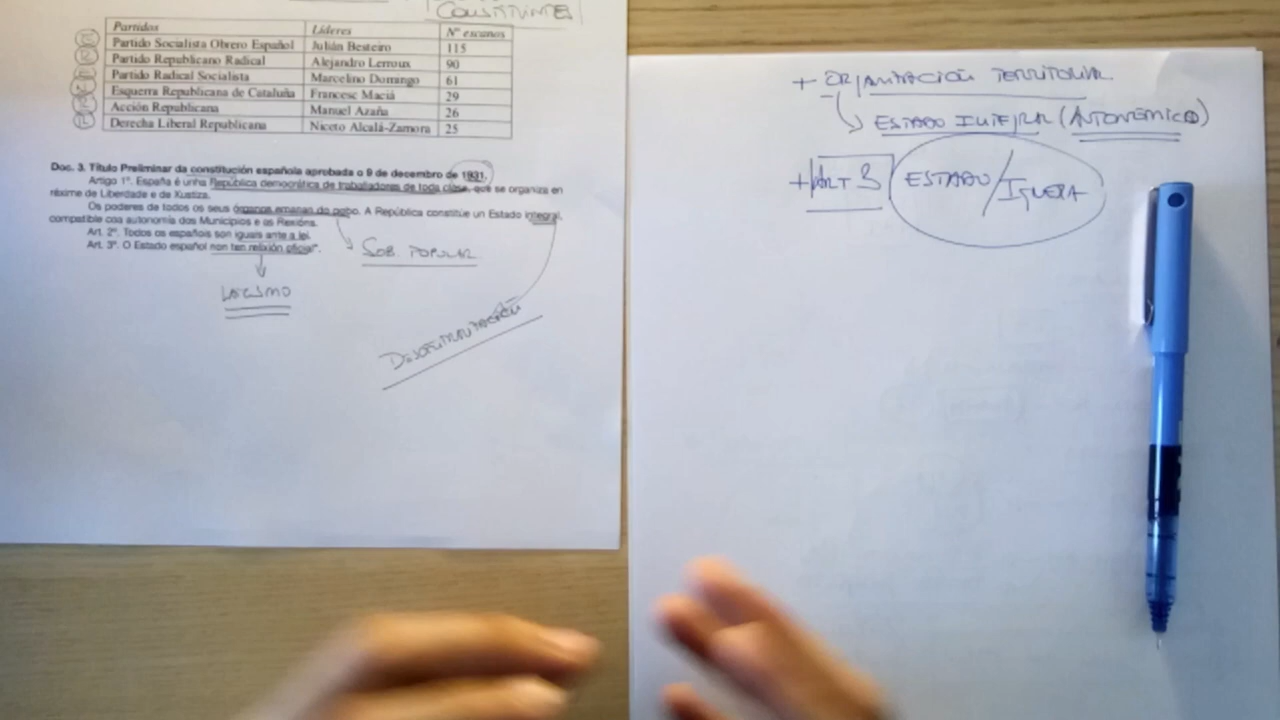 CONSTITUINTES
Partidos Líderes Nº escanos
Partido Socialista Obrero Español Julián Besteiro 115
Partido Republicano Radical Alejandro Lerroux 90
Partido Radical Socialista Marcelino Domingo 61
Esquerra Republicana de Cataluña Francesc Maciá 29
Acción Republicana Manuel Azaña 26
Derecha Liberal Republicana Niceto Alcalá-Zamora 25
Doc. 3. Título Preliminar da constitución española aprobada o 9 de decembro de 1931.
Artigo 1º. España é unha República democrática de traballadores de toda clase, que se organiza en
réxime de Liberdade e de Xustiza.
Os poderes de todos os seus órganos emanan do pobo. A República constitúe un Estado integral,
compatible coa autonomía dos Municipios e as Rexións.
Art. 2º. Todos os españois son iguais ante a lei.
Art. 3º. O Estado español non ten relixión oficial".
SOB. POPULAR
LAICISMO
+ ORGANIZACIÓN TERRITORIAL
ESTADO INTEGRAL (AUTONÓMICO)
+ ART 3 ESTADO/IGLEXA